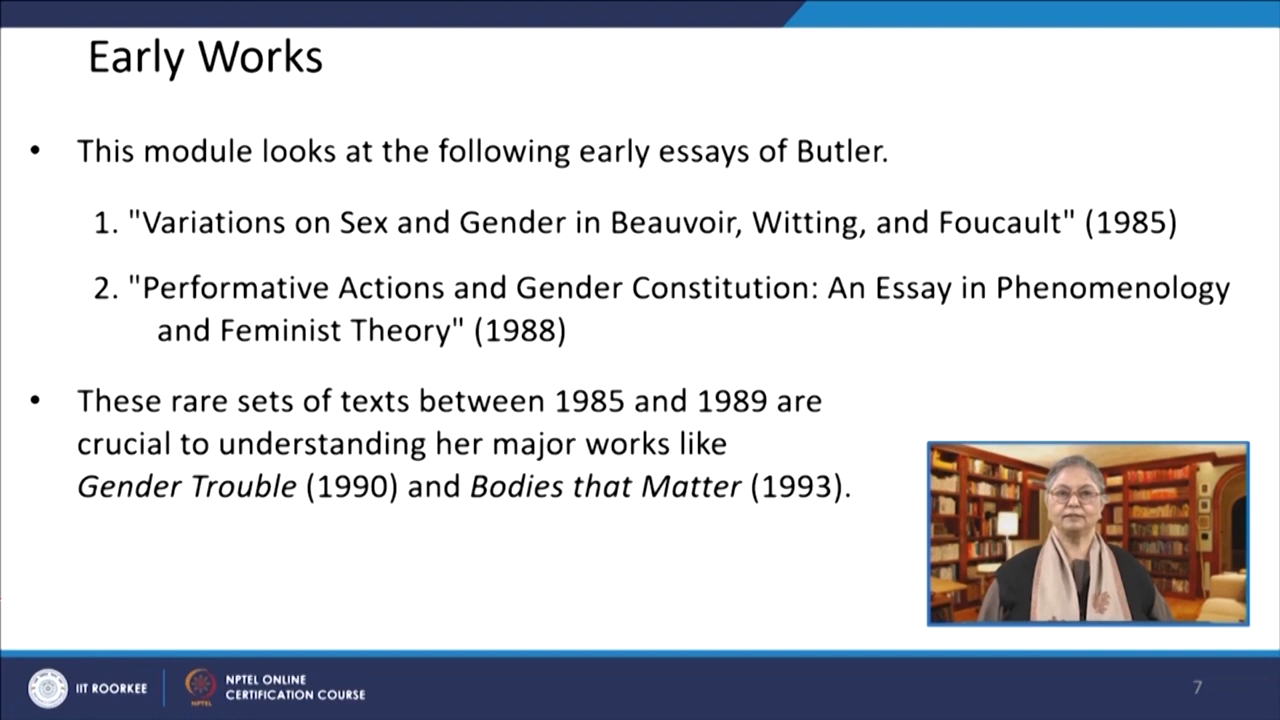 Early Works
• This module looks at the following early essays of Butler.
1. "Variations on Sex and Gender in Beauvoir, Witting, and Foucault" (1985)
2. "Performative Actions and Gender Constitution: An Essay in Phenomenology
and Feminist Theory" (1988)
• These rare sets of texts between 1985 and 1989 are
crucial to understanding her major works like
Gender Trouble (1990) and Bodies that Matter (1993).
IIT ROORKEE
NPTEL
NPTEL ONLINE
CERTIFICATION COURSE
7